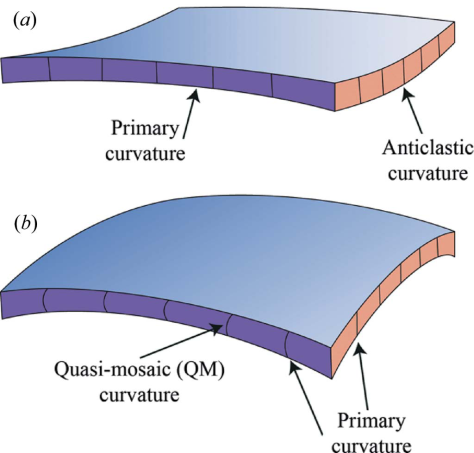 (a)
Primary
curvature
Anticlastic
curvature
(b)
Quasi-mosaic (QM)
curvature
Primary
curvature